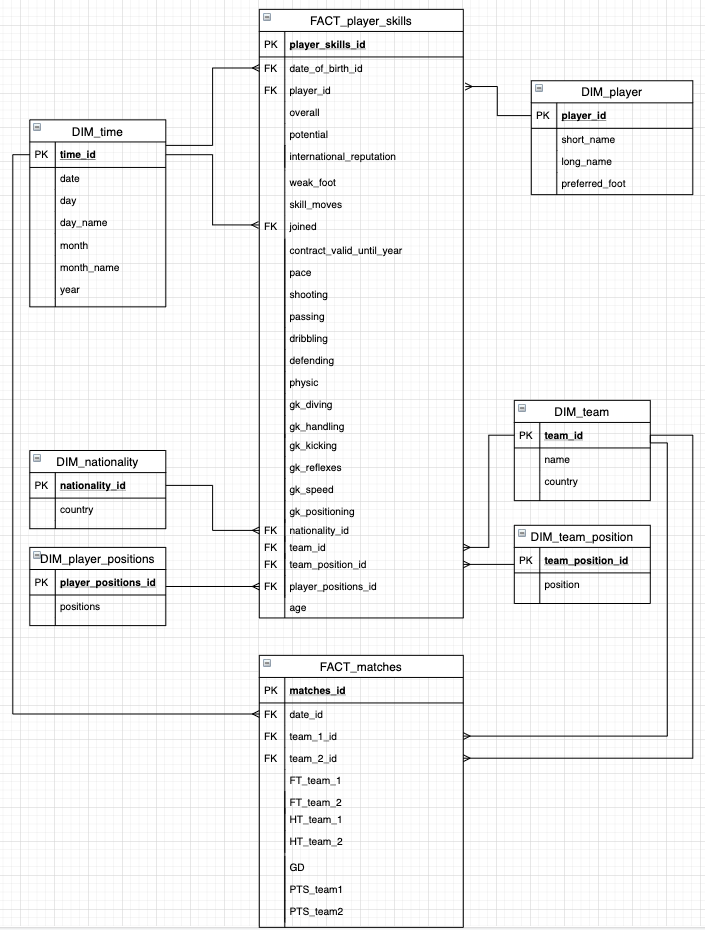 FACT_player_skills
PK player_skills_id
FK date_of_birth_id
FK player_id
overall
potential
international_reputation
weak_foot
skill_moves
FK joined
contract_valid_until_year
pace
shooting
passing
dribbling
defending
physic
gk_diving
gk_handling
gk_kicking
gk_reflexes
gk_speed
gk_positioning
FK nationality_id
FK team_id
FK team_position_id
FK player_positions_id
age
DIM_player
PK player_id
short_name
long_name
preferred_foot
DIM_time
PK time_id
date
day
day_name
month
month_name
year
DIM_team
PK team_id
name
country
DIM_nationality
PK nationality_id
country
DIM_team_position
PK team_position_id
position
DIM_player_positions
PK player_positions_id
positions
FACT_matches
PK matches_id
FK date_id
FK team_1_id
FK team_2_id
FT_team_1
FT_team_2
HT_team_1
HT_team_2
GD
PTS_team1
PTS_team2